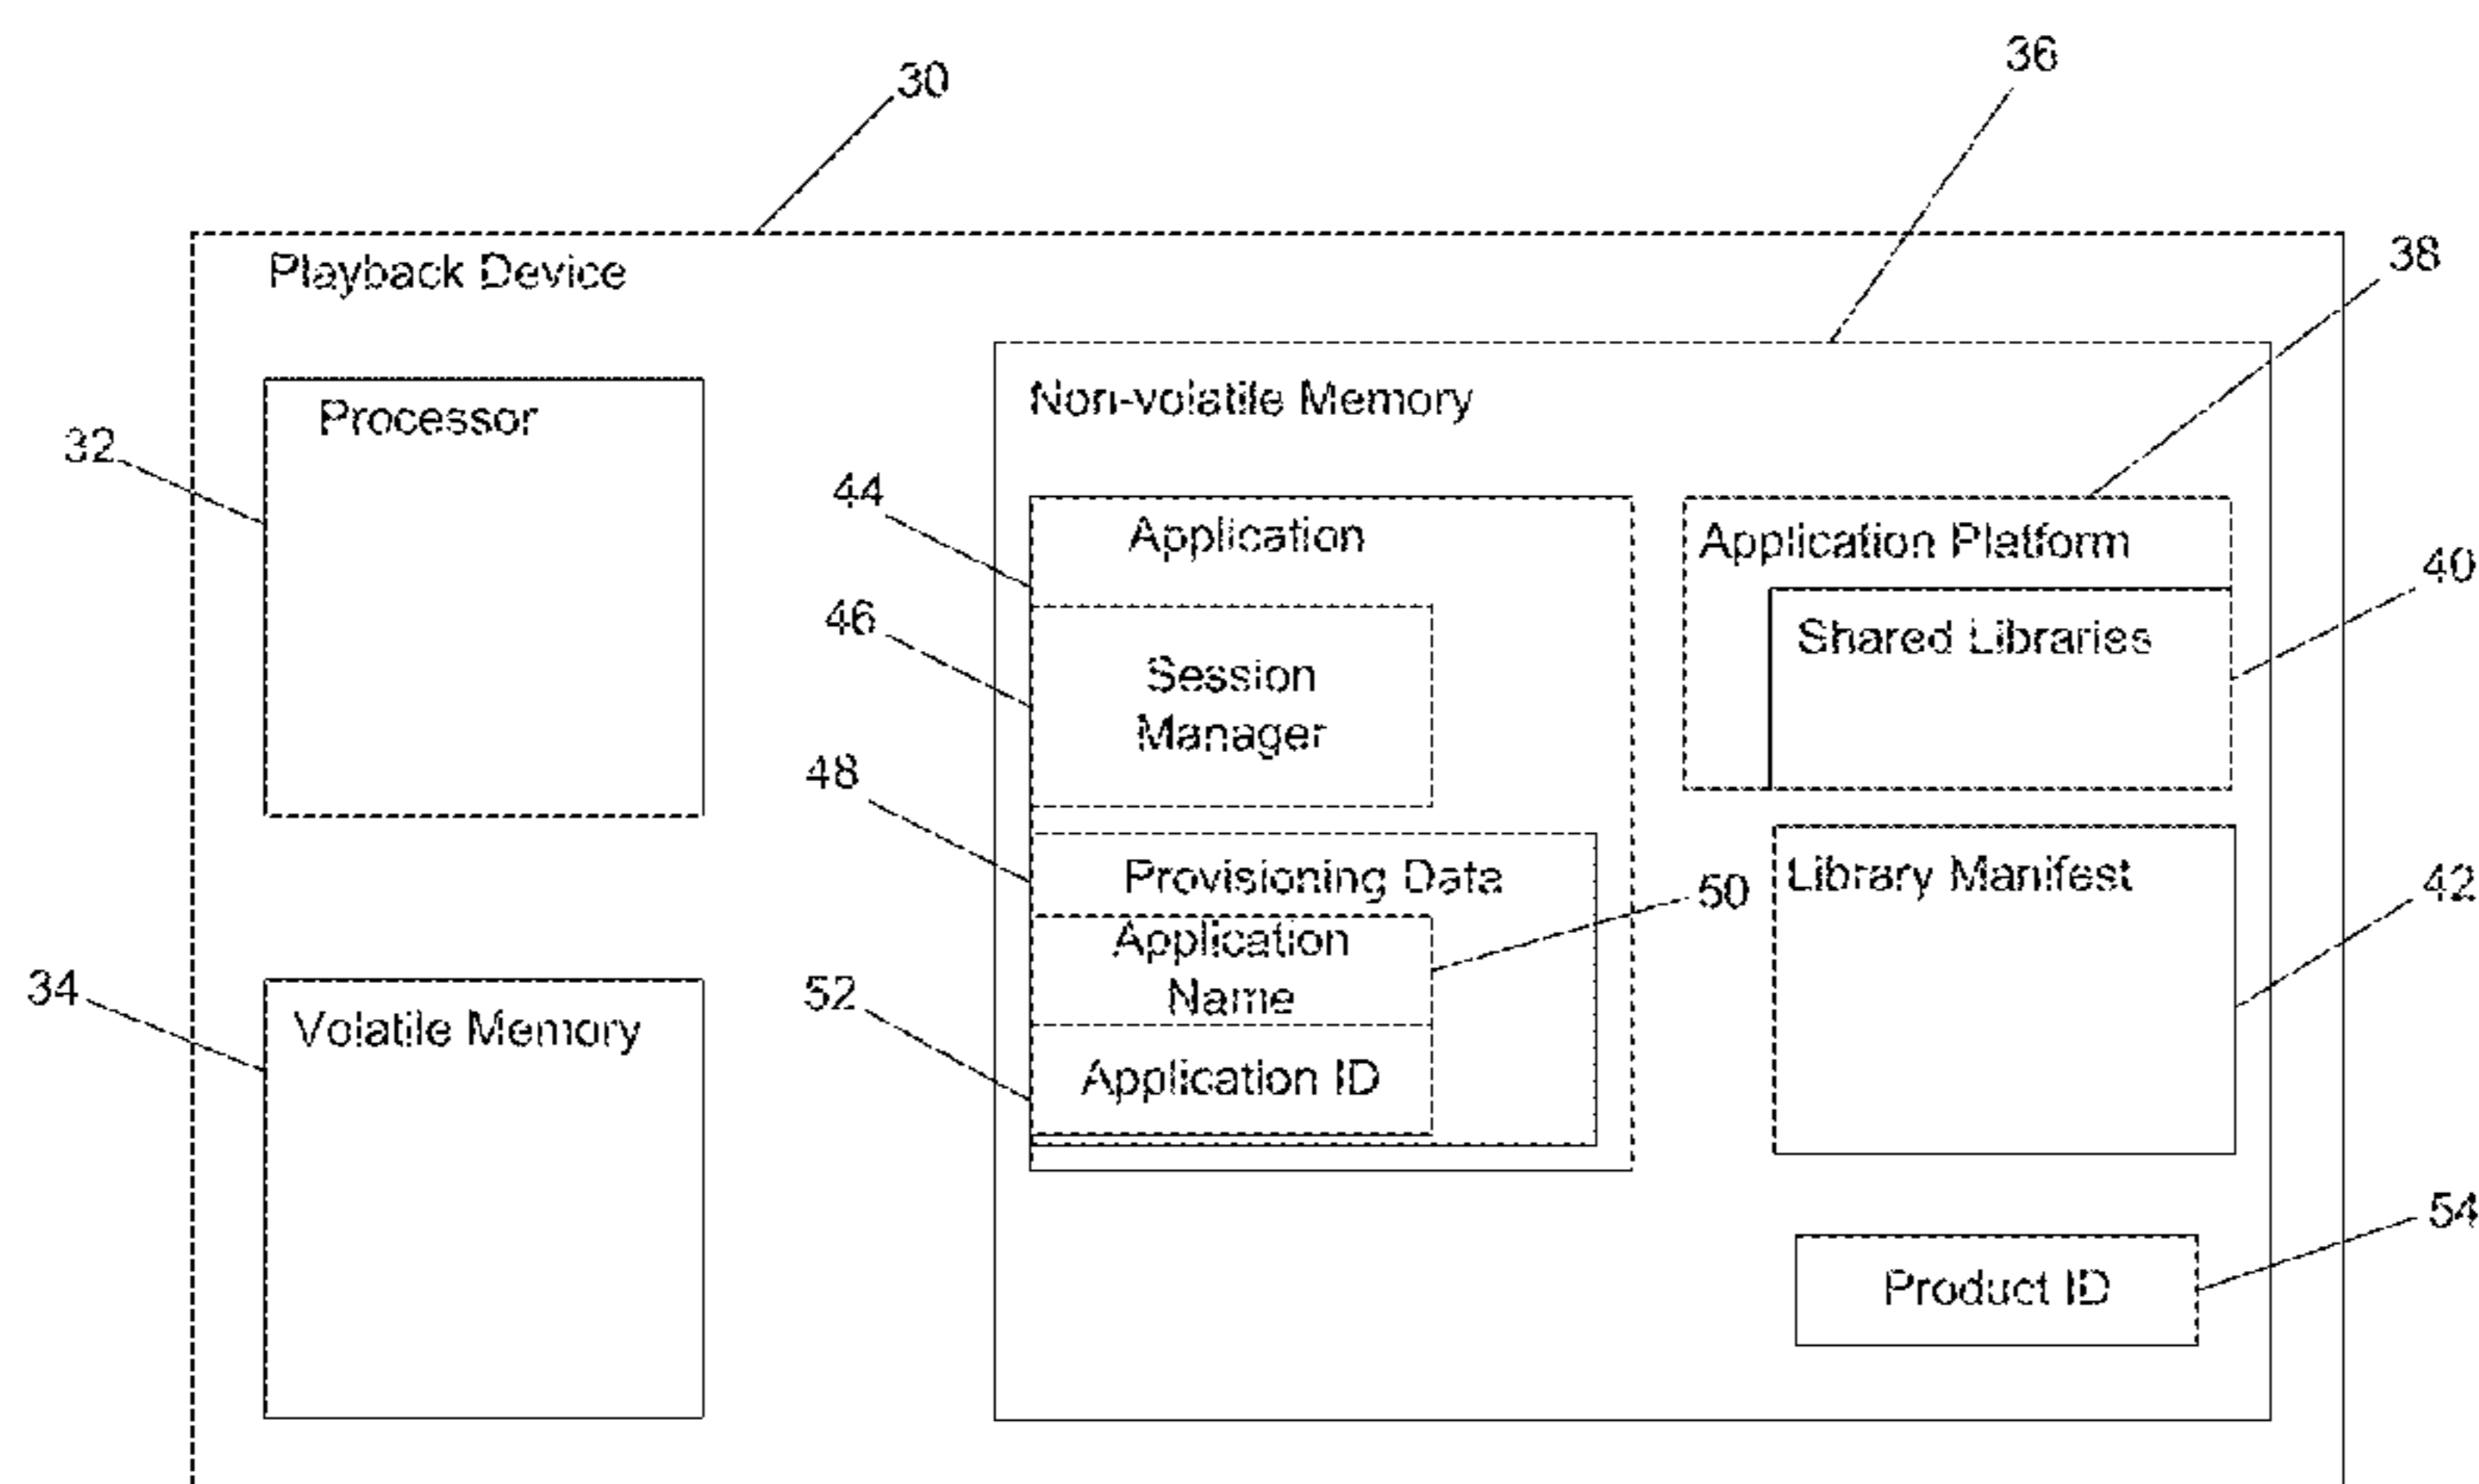 30
36
Playback Device
38
Non-volatile Memory
Processor
32
44
Application
Application Platform
40
46
Shared Libraries
Session
Manager
48
Provisioning Data
Library Manifest
42
50
Application
Name
52
34
Volatile Memory
Application ID
54
Product ID